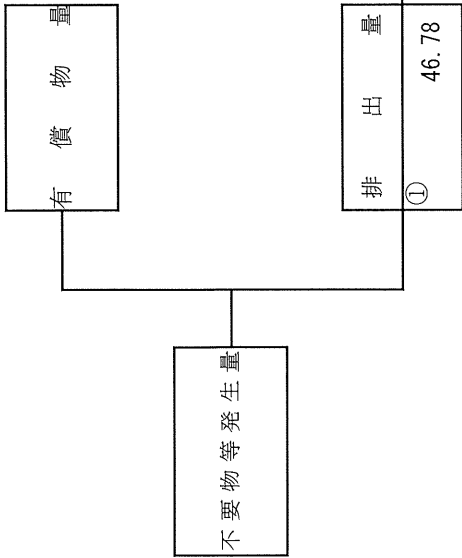 不要物等発生量
有償物量
排出量
①
46.78